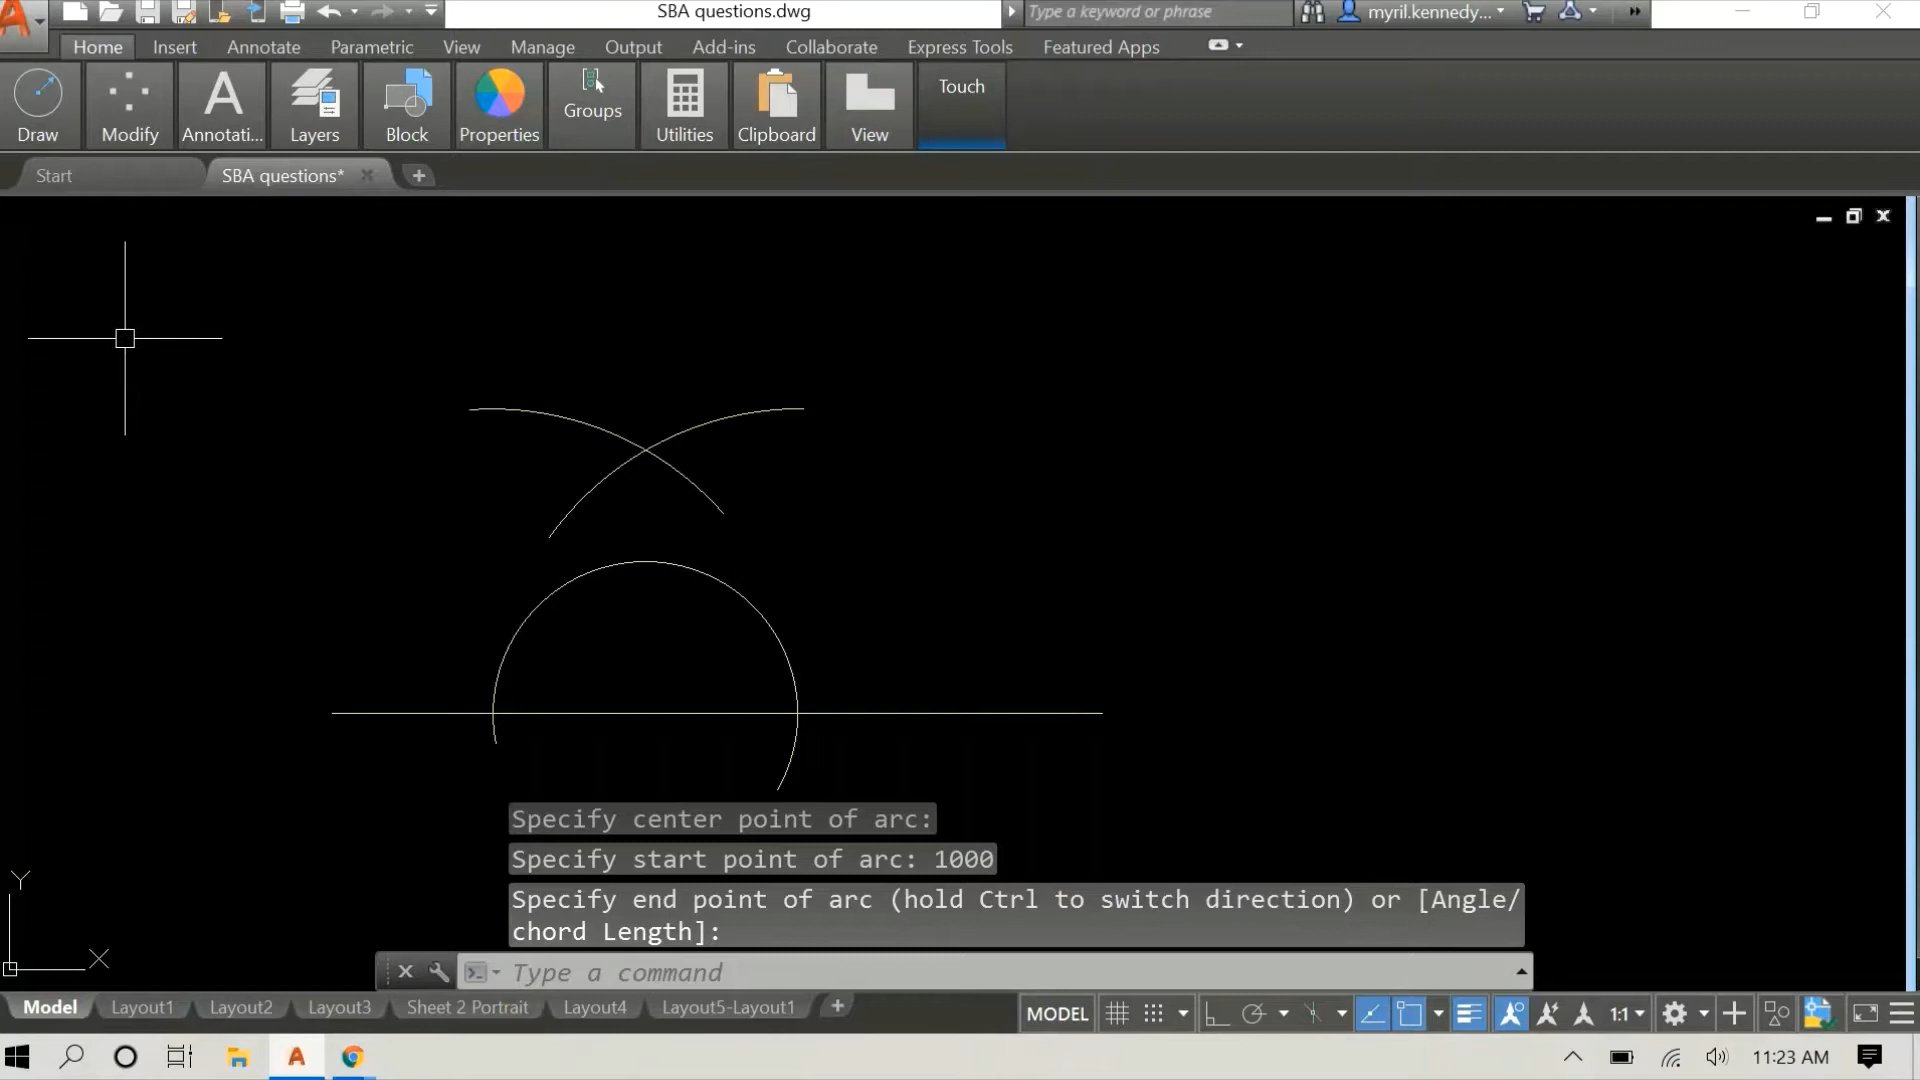 SBA questions.dwg
Type a keyword or phrase
myril.kennedy...
Home Insert Annotate Parametric View Manage Output Add-ins Collaborate Express Tools Featured Apps
Draw Modify Annotati... Layers Block Properties Groups Utilities Clipboard View Touch
Start SBA questions*
Specify center point of arc:
Specify start point of arc: 1000
Specify end point of arc (hold Ctrl to switch direction) or [Angle/
chord Length]:
Y
X
Type a command
Model Layout1 Layout2 Layout3 Sheet 2 Portrait Layout4 Layout5-Layout1 MODEL 1:1
11:23 AM